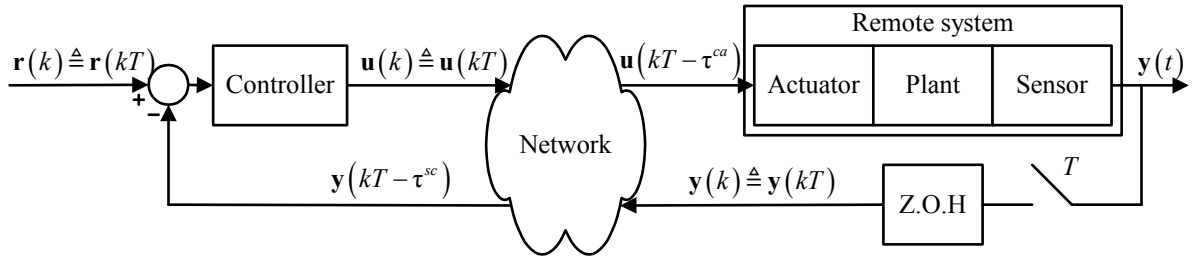 Remote system
𝐫(k) ≜ 𝐫(kT)
𝐮(k) ≜ 𝐮(kT)
𝐮(kT − τ^{ca})
𝐲(t)
+
−
Controller
Actuator
Plant
Sensor
Network
𝐲(kT − τ^{sc})
𝐲(k) ≜ 𝐲(kT)
T
Z.O.H